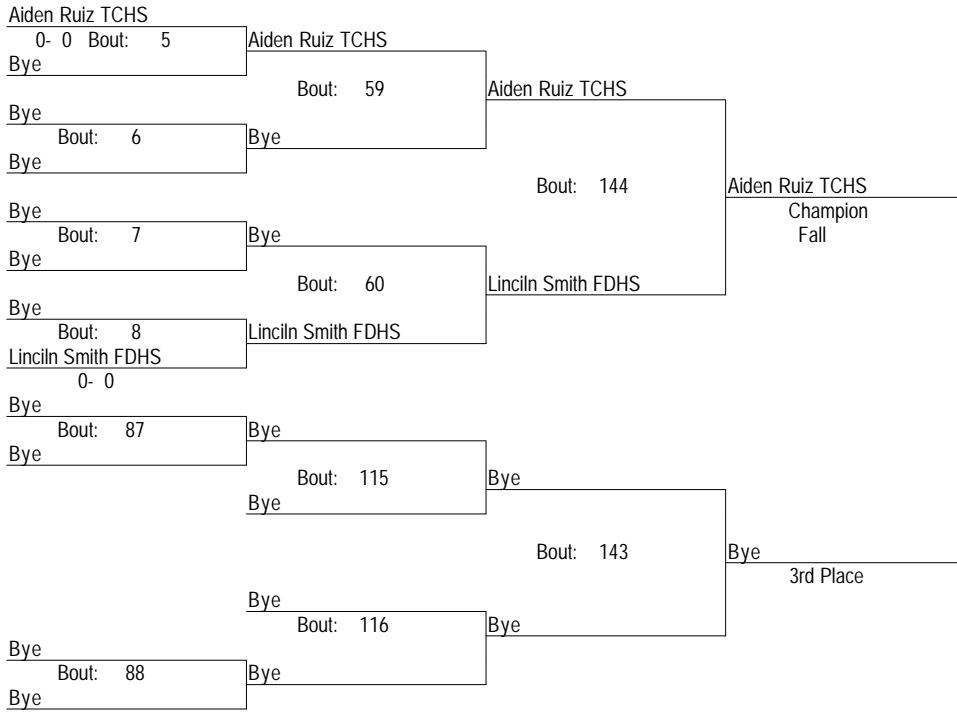 Aiden Ruiz TCHS
0- 0 Bout: 5 Aiden Ruiz TCHS
Bye
Bout: 59 Aiden Ruiz TCHS
Bye
Bout: 6 Bye
Bye
Bout: 144 Aiden Ruiz TCHS
Bye Champion
Bout: 7 Bye Fall
Bye
Bout: 60 Linciln Smith FDHS
Bye
Bout: 8 Linciln Smith FDHS
Linciln Smith FDHS
0- 0
Bye
Bout: 87 Bye
Bye
Bout: 115 Bye
Bye
Bout: 143 Bye
3rd Place
Bye
Bout: 116 Bye
Bye
Bout: 88 Bye
Bye